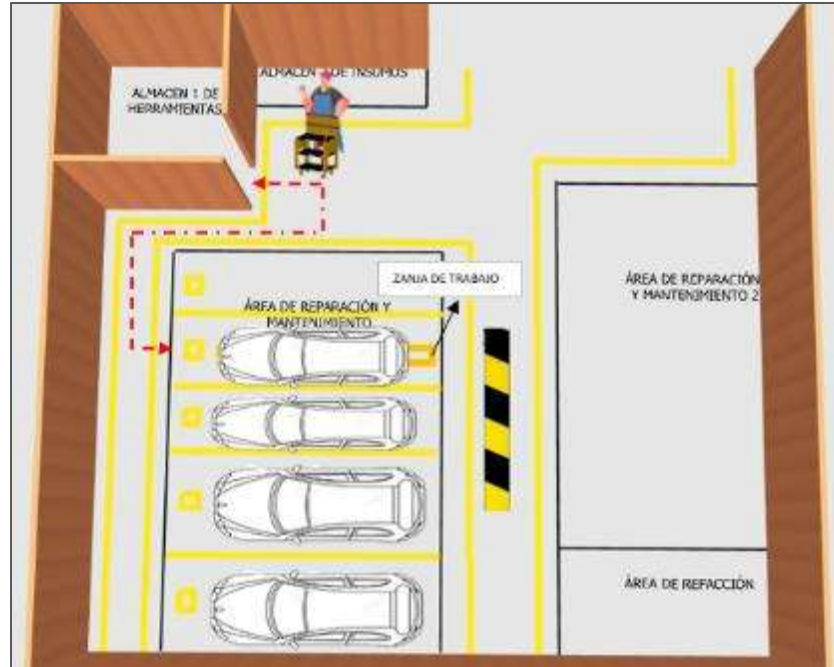 ALMACEN 1 DE
HERRAMIENTAS
ALMACEN DE INSUMOS
ZANJA DE TRABAJO
ÁREA DE REPARACIÓN Y
MANTENIMIENTO
ÁREA DE REPARACIÓN
Y MANTENIMIENTO 2
ÁREA DE REFACCIÓN